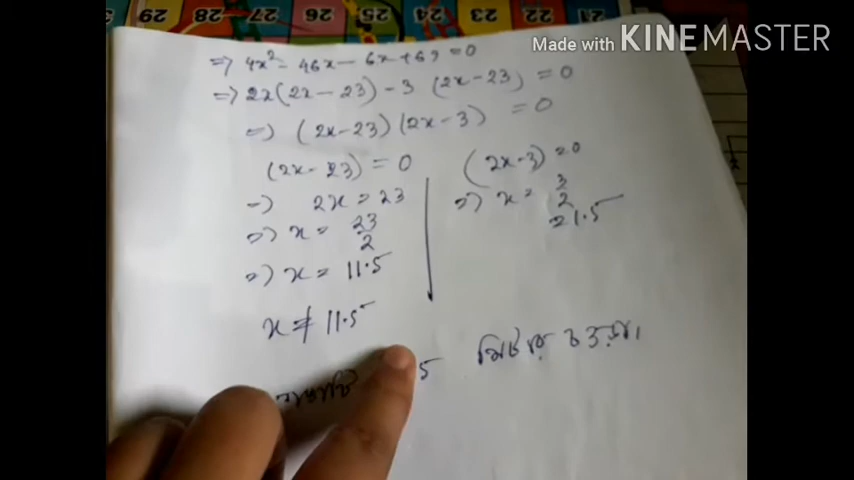 29 28 27 26 25 24 23 22 21
Made with KINEMASTER
=> 4x² - 46x - 6x + 69 = 0
=> 2x(2x - 23) - 3 (2x - 23) = 0
=> (2x - 23) (2x - 3) = 0
(2x - 23) = 0
=> 2x = 23
=> x = 23/2
=> x = 11.5
x ≠ 11.5
(2x - 3) = 0
=> x = 3/2
= 1.5
5 মিটার চওড়া।